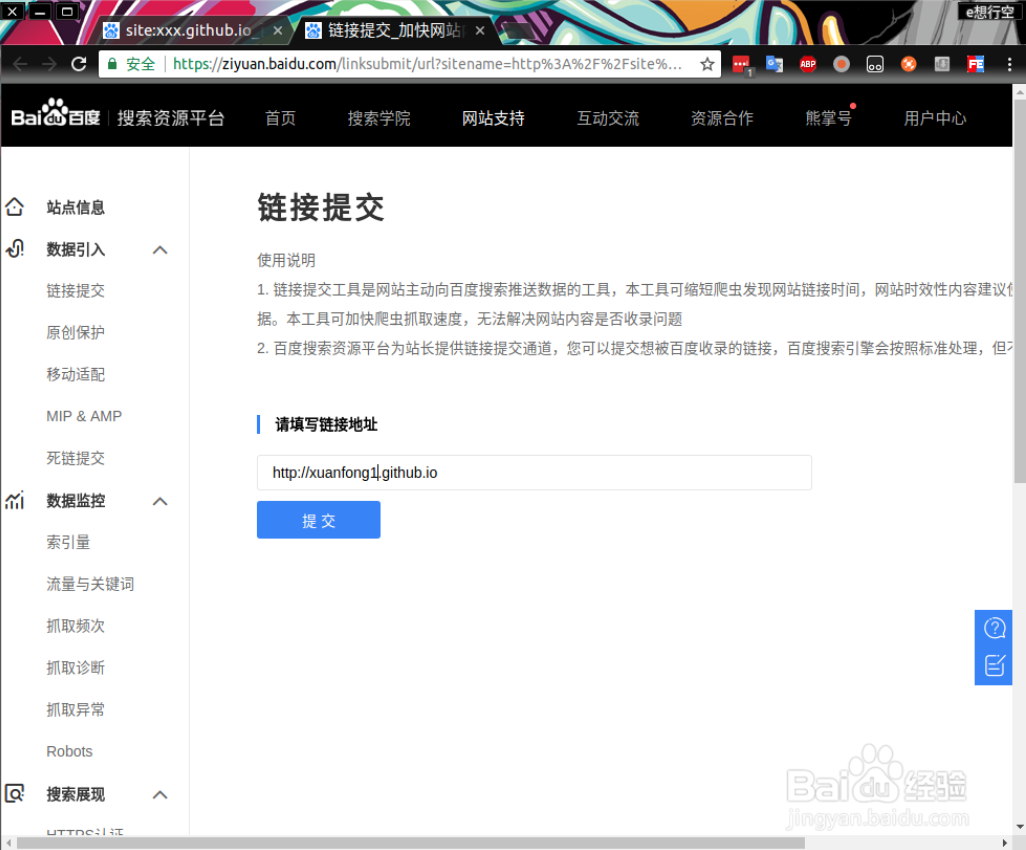 e想行空
site:xxx.github.io_
链接提交_加快网站
安全
https://ziyuan.baidu.com/linksubmit/url?sitename=http%3A%2F%2Fsite%...
1
ABP
FE
Bai du 百度 搜索资源平台
首页
搜索学院
网站支持
互动交流
资源合作
熊掌号
用户中心
站点信息
数据引入
链接提交
原创保护
移动适配
MIP & AMP
死链提交
数据监控
索引量
流量与关键词
抓取频次
抓取诊断
抓取异常
Robots
搜索展现
HTTPS认证
链接提交
使用说明
1. 链接提交工具是网站主动向百度搜索推送数据的工具，本工具可缩短爬虫发现网站链接时间，网站时效性内容建议使
据。本工具可加快爬虫抓取速度，无法解决网站内容是否收录问题
2. 百度搜索资源平台为站长提供链接提交通道，您可以提交想被百度收录的链接，百度搜索引擎会按照标准处理，但不
请填写链接地址
http://xuanfong1.github.io
提 交
Bai du 经验
jingyan.baidu.com